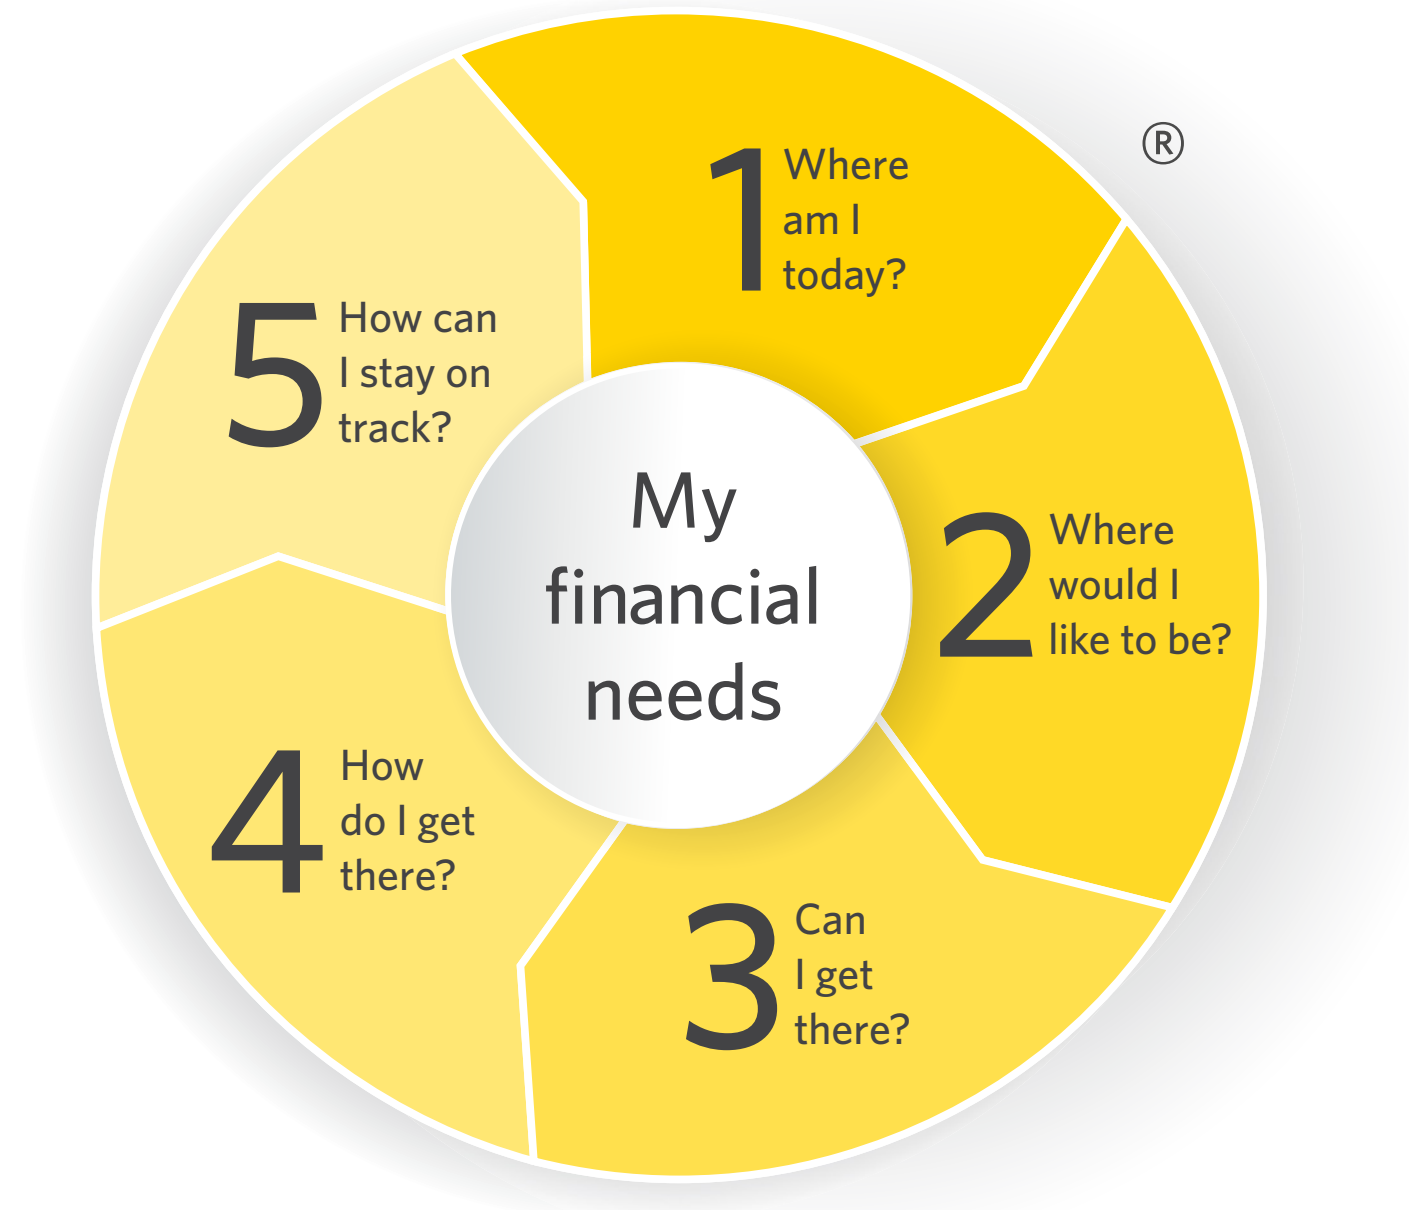 My
financial
needs
1
Where
am I
today?
®
2
Where
would I
like to be?
3
Can
I get
there?
4
How
do I get
there?
5
How can
I stay on
track?